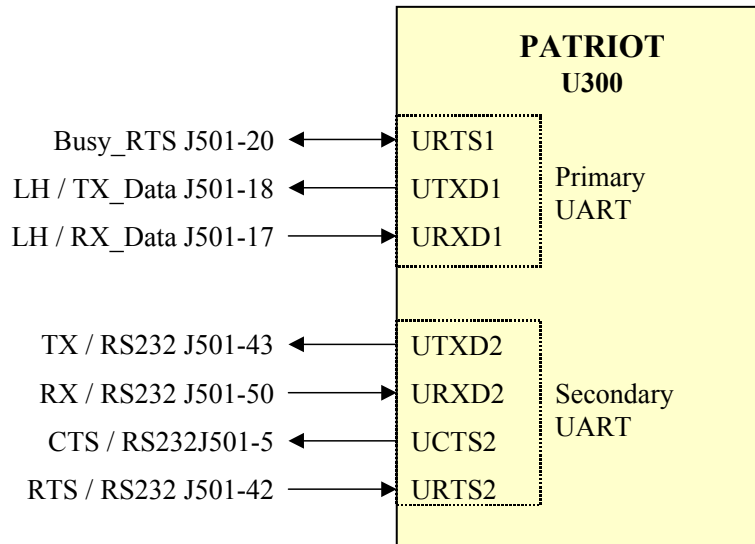 PATRIOT
U300
Busy_RTS J501-20 URTS1
LH / TX_Data J501-18 UTXD1
LH / RX_Data J501-17 URXD1
Primary
UART
TX / RS232 J501-43 UTXD2
RX / RS232 J501-50 URXD2
CTS / RS232J501-5 UCTS2
RTS / RS232 J501-42 URTS2
Secondary
UART